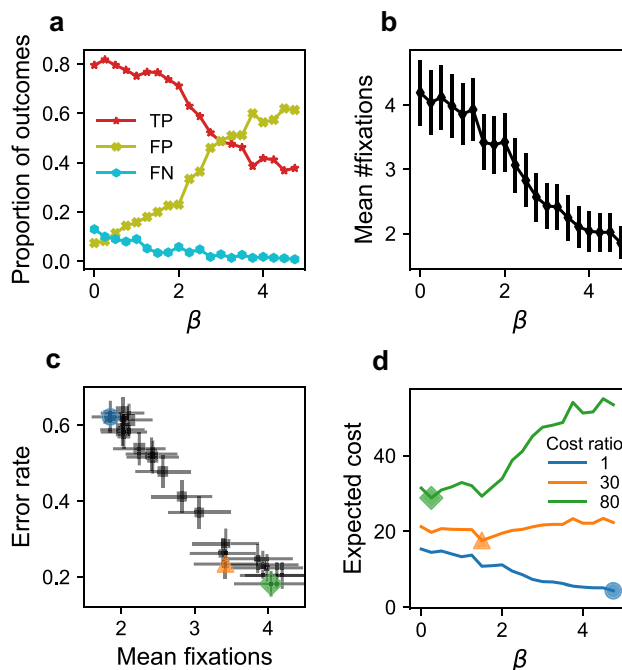 a
Proportion of outcomes
0.8
0.6
0.4
0.2
0.0
TP
FP
FN
0
2
4
β
b
Mean #fixations
4
3
2
0
2
4
β
c
Error rate
0.6
0.4
0.2
2
3
4
Mean fixations
d
Expected cost
40
20
0
Cost ratio
1
30
80
0
2
4
β